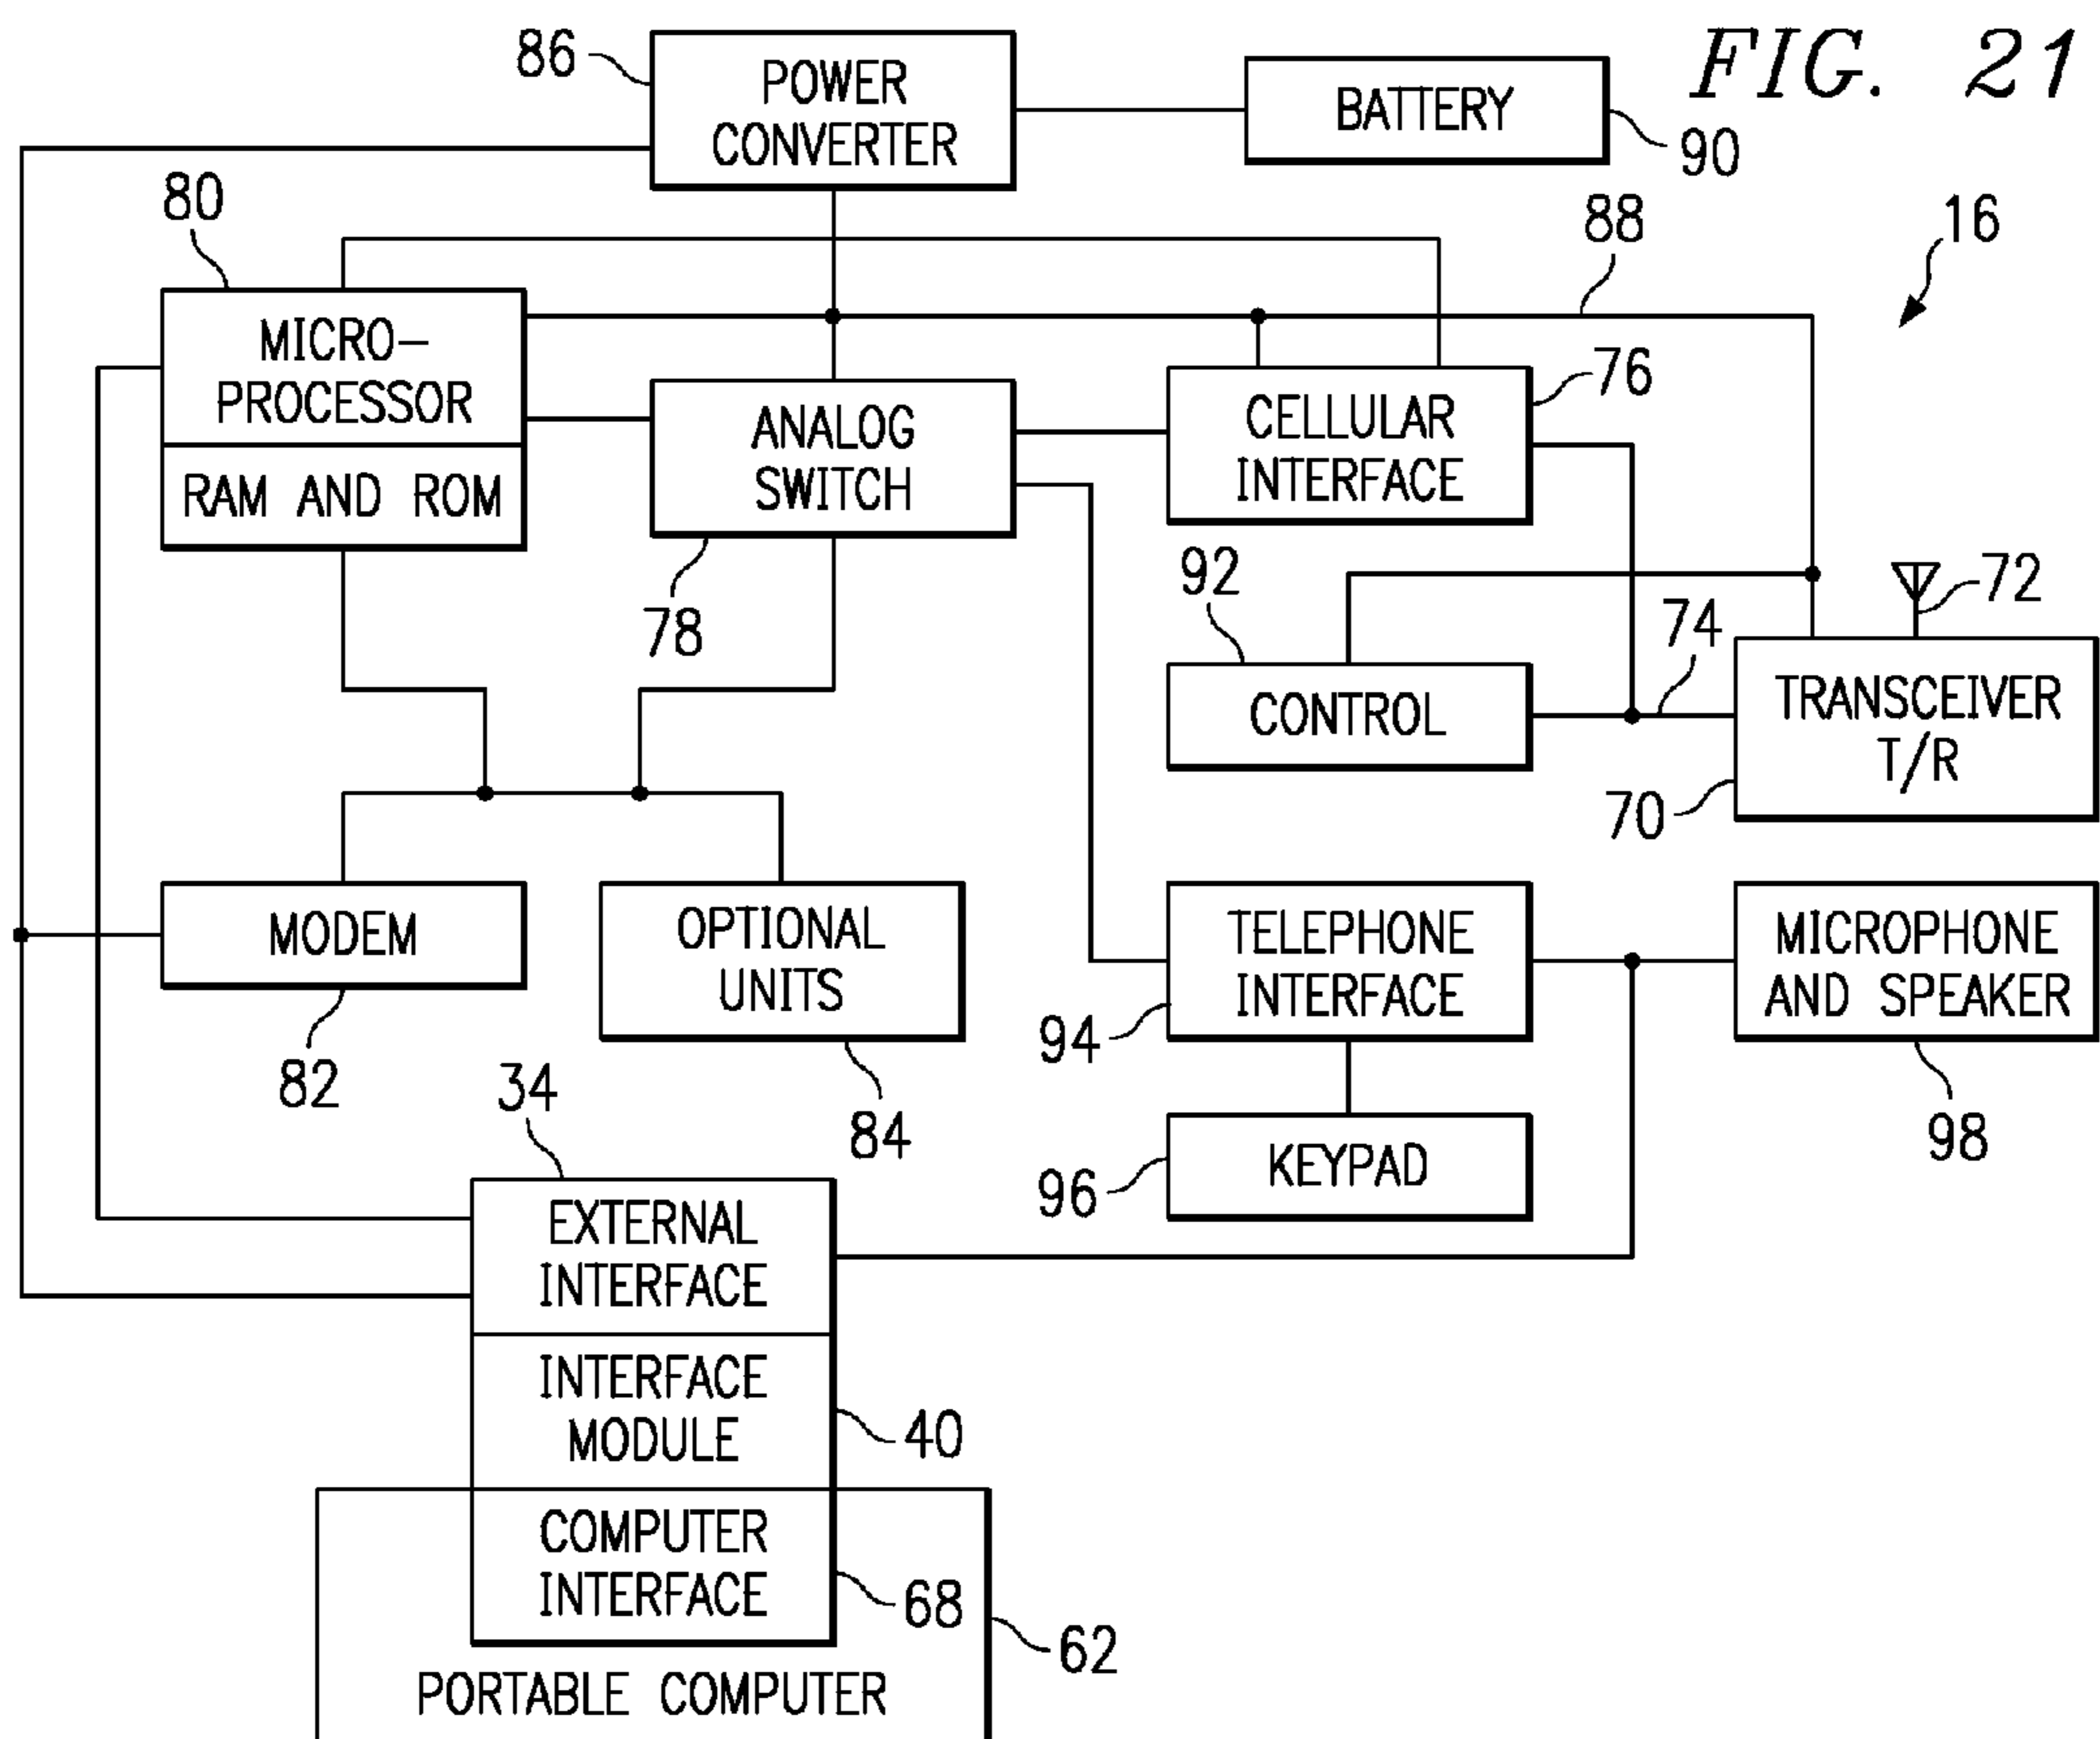 FIG. 21
86
POWER
CONVERTER
BATTERY
90
80
88
16
MICRO-
PROCESSOR
RAM AND ROM
ANALOG
SWITCH
78
CELLULAR
INTERFACE
76
92
CONTROL
74
72
TRANSCEIVER
T/R
70
MODEM
82
OPTIONAL
UNITS
84
TELEPHONE
INTERFACE
94
MICROPHONE
AND SPEAKER
98
KEYPAD
96
34
EXTERNAL
INTERFACE
INTERFACE
MODULE
40
COMPUTER
INTERFACE
68
62
PORTABLE COMPUTER